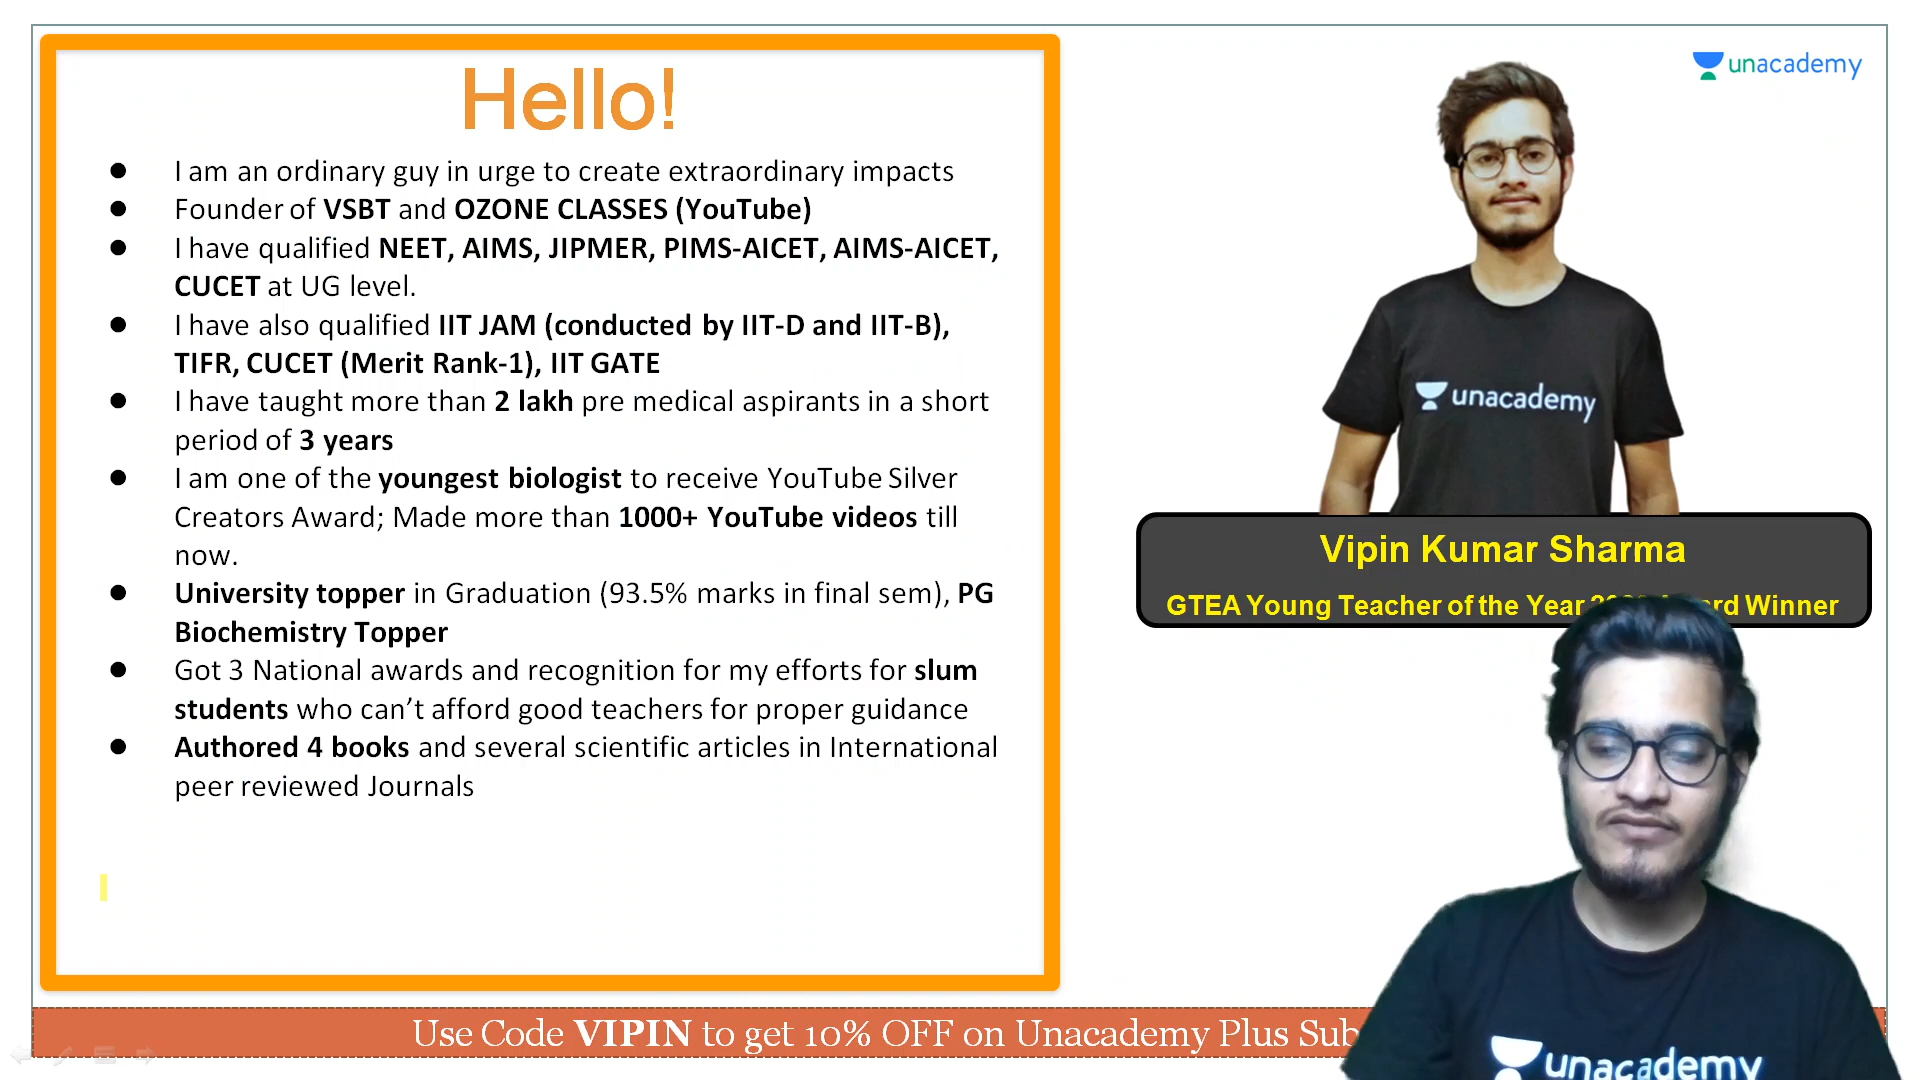 Hello!
● I am an ordinary guy in urge to create extraordinary impacts
● Founder of VSBT and OZONE CLASSES (YouTube)
● I have qualified NEET, AIMS, JIPMER, PIMS-AICET, AIMS-AICET,
CUCET at UG level.
● I have also qualified IIT JAM (conducted by IIT-D and IIT-B),
TIFR, CUCET (Merit Rank-1), IIT GATE
● I have taught more than 2 lakh pre medical aspirants in a short
period of 3 years
● I am one of the youngest biologist to receive YouTube Silver
Creators Award; Made more than 1000+ YouTube videos till
now.
● University topper in Graduation (93.5% marks in final sem), PG
Biochemistry Topper
● Got 3 National awards and recognition for my efforts for slum
students who can’t afford good teachers for proper guidance
● Authored 4 books and several scientific articles in International
peer reviewed Journals
unacademy
unacademy
Vipin Kumar Sharma
GTEA Young Teacher of the Year Winner
Use Code VIPIN to get 10% OFF on Unacademy Plus
unacademy